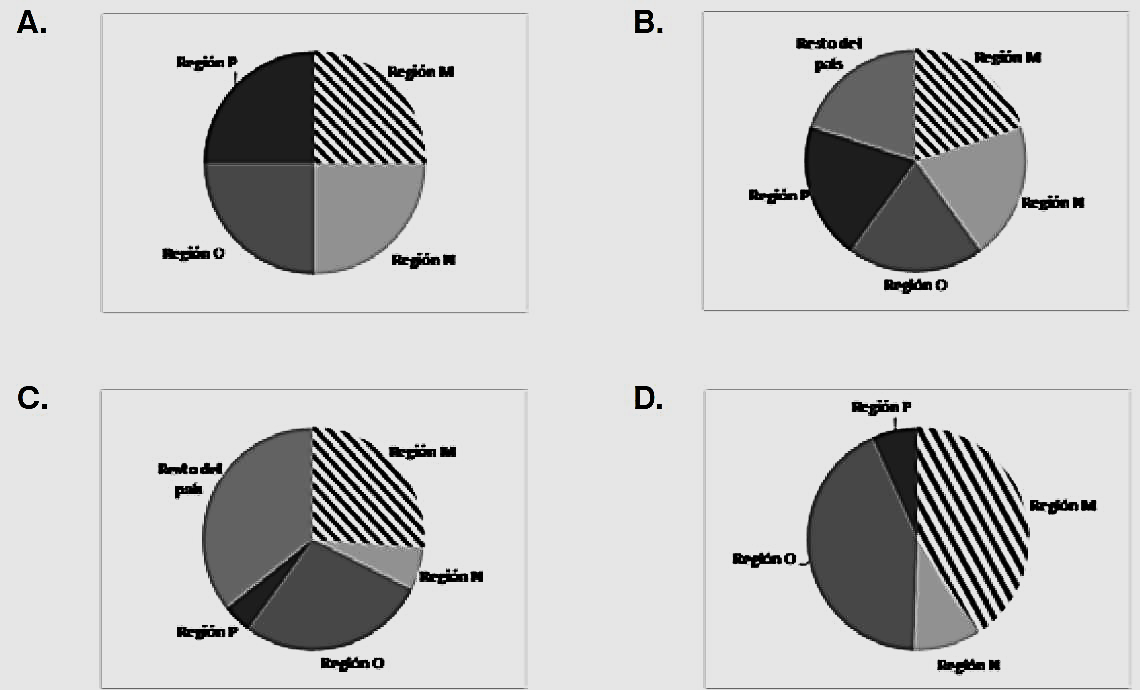 A.
Región P
Región M
Región O
Región N
B.
Resto del
país
Región M
Región P
Región N
Región O
C.
Región M
Resto del
país
Región N
Región P
Región O
D.
Región P
Región M
Región O
Región N